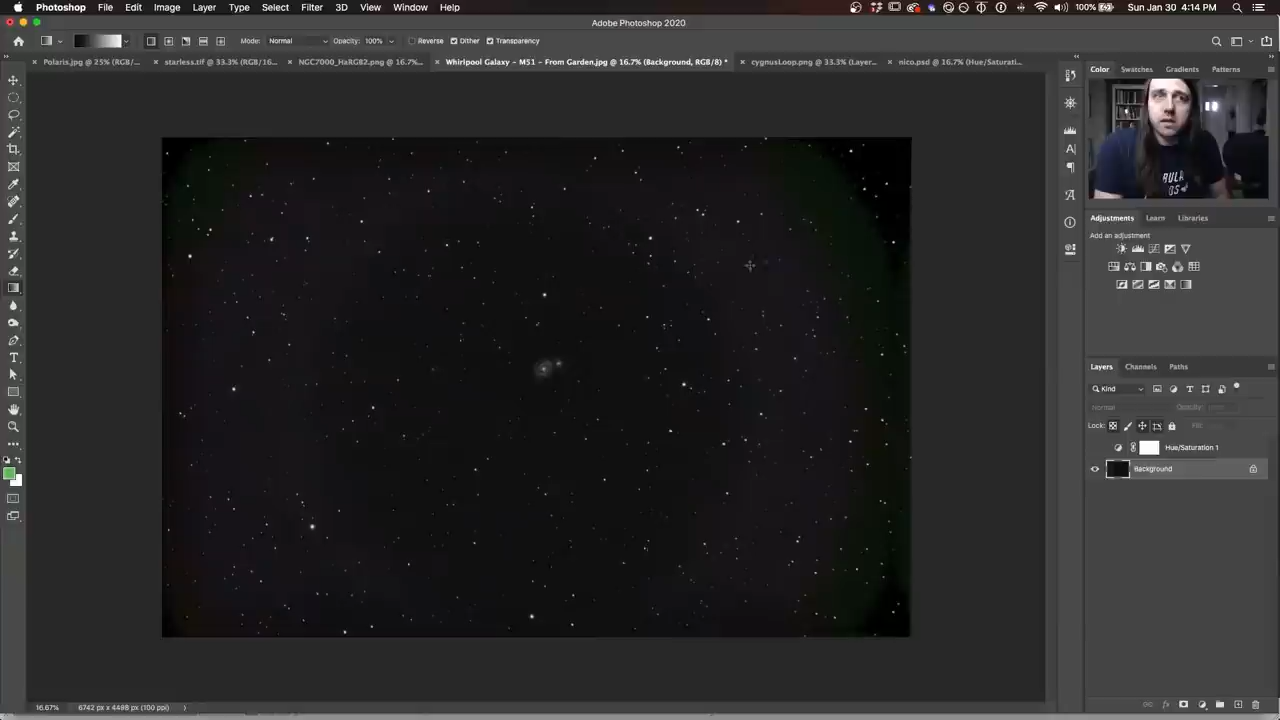 Photoshop File Edit Image Layer Type Select Filter 3D View Window Help 100% Sun Jan 30 4:14 PM
Adobe Photoshop 2020
Mode: Normal Opacity: 100% Reverse Dither Transparency
Polaris.jpg @ 25% (RGB/... starless.tif @ 33.3% (RGB/16... NGC7000_HaRGB2.png @ 16.7%... Whirlpool Galaxy - M51 - From Garden.jpg @ 16.7% (Background, RGB/8) * cygnusLoop.png @ 33.3% (Layer... nico.psd @ 16.7% (Hue/Saturati...
Color Swatches Gradients Patterns
Adjustments Learn Libraries
Add an adjustment
Layers Channels Paths
Kind
Normal Opacity:
Lock: Fill:
Hue/Saturation 1
Background
16.67% 6742 px x 4498 px (100 ppi)